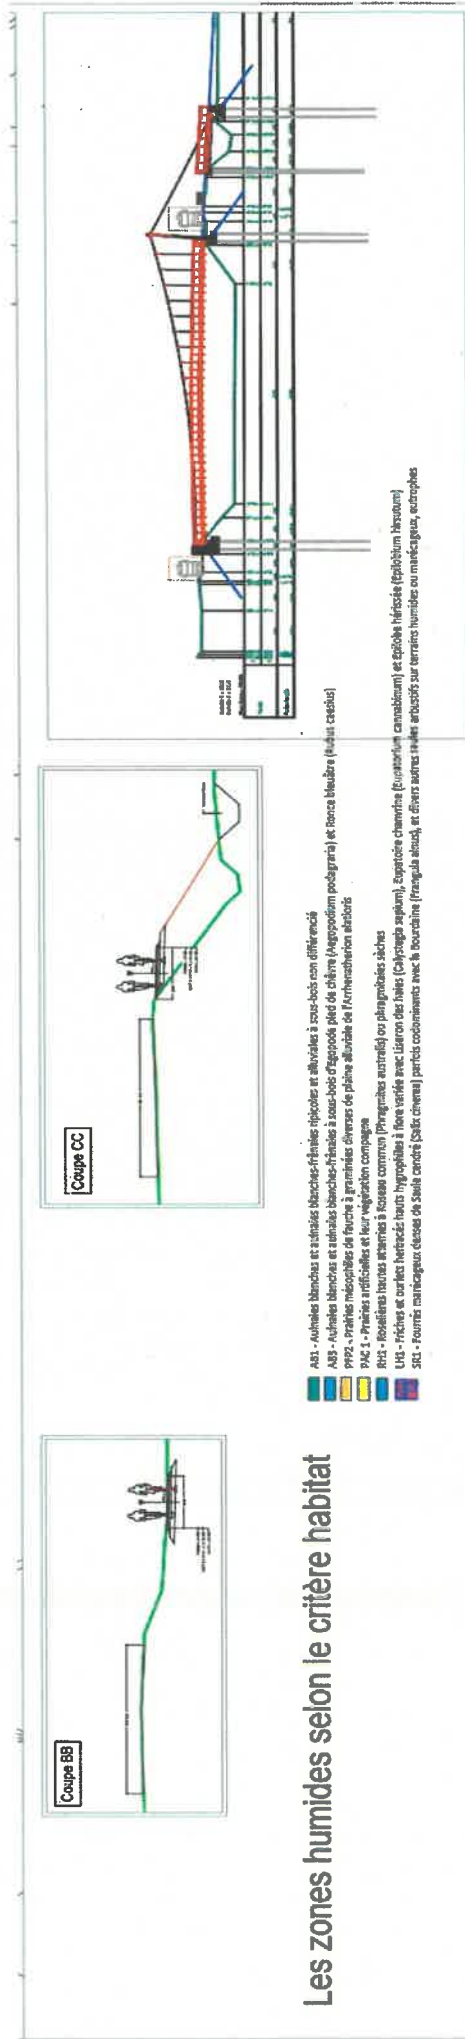 Coupe BB
Coupe CC
Les zones humides selon le critère habitat
AB1 - Aulnaies blanches et aulnaies blanches-frênaies ripicoles et alluviales à sous-bois non différencié
AB3 - Aulnaies blanches et aulnaies blanches-frênaies à sous-bois d'Egopode pied de chèvre (Aegopodium podagraria) et Ronce bleuâtre (Rubus caesius)
PFP2 - Prairies mésophiles de fauche à graminées diverses de plaine alluviale de l'Arrhenatherion elatioris
PAC 1 - Prairies artificielles et leur végétation compagne
RH1 - Roselières hautes atterries à Roseau commun (Phragmites australis) ou phragmitaies sèches
LH1 - Friches et ourlets herbacés hauts hygrophiles à flore variée avec Liseron des haies (Calystegia sepium), Eupatoire chanvrine (Eupatorium cannabinum) et Epilobe hérissée (Epilobium hirsutum)
SR1 - Fourrés marécageux denses de Saule cendré (Salix cinerea) parfois codominants avec la Bourdaine (Frangula alnus), et divers autres saules arbustifs sur terrains humides ou marécageux, eutrophes